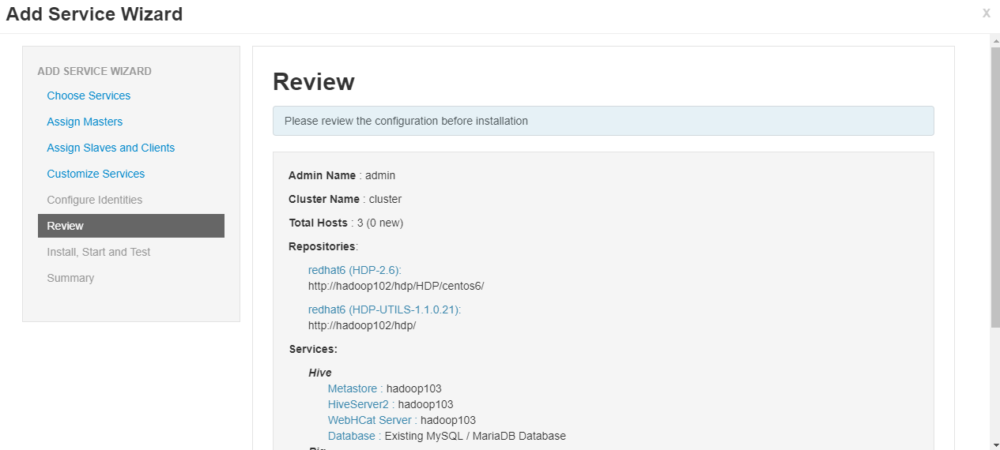 Add Service Wizard
X
ADD SERVICE WIZARD
Choose Services
Assign Masters
Assign Slaves and Clients
Customize Services
Configure Identities
Review
Install, Start and Test
Summary
Review
Please review the configuration before installation
Admin Name : admin
Cluster Name : cluster
Total Hosts : 3 (0 new)
Repositories:
redhat6 (HDP-2.6):
http://hadoop102/hdp/HDP/centos6/
redhat6 (HDP-UTILS-1.1.0.21):
http://hadoop102/hdp/
Services:
Hive
Metastore : hadoop103
HiveServer2 : hadoop103
WebHCat Server : hadoop103
Database : Existing MySQL / MariaDB Database